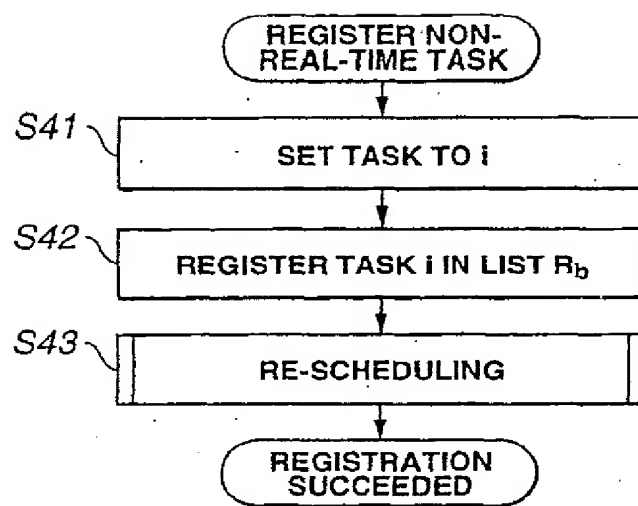 REGISTER NON-
REAL-TIME TASK
S41
SET TASK TO i
S42
REGISTER TASK i IN LIST Rb
S43
RE-SCHEDULING
REGISTRATION
SUCCEEDED